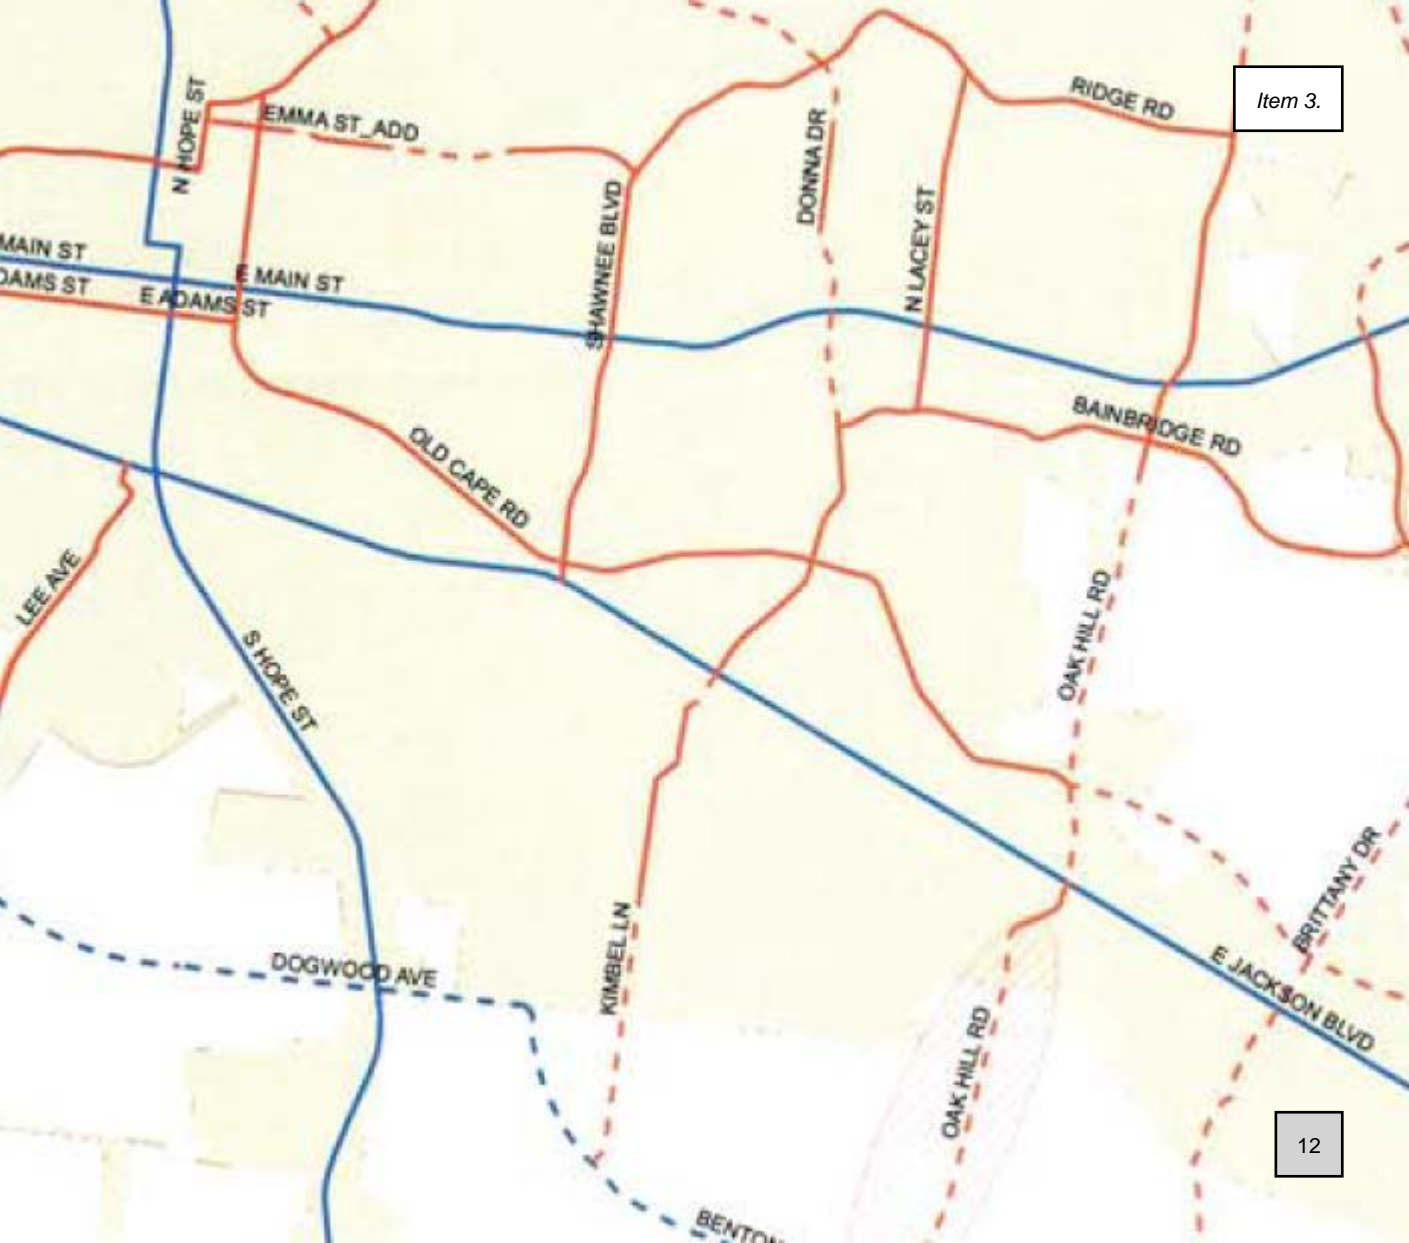 RIDGE RD
Item 3.
N HOPE ST
EMMA ST_ADD
DONNA DR
N LACEY ST
SHAWNEE BLVD
MAIN ST
E MAIN ST
DAMS ST
E ADAMS ST
BAINBRIDGE RD
OLD CAPE RD
LEE AVE
OAK HILL RD
S HOPE ST
BRITTANY DR
KIMBEL LN
DOGWOOD AVE
E JACKSON BLVD
OAK HILL RD
12
BENTON